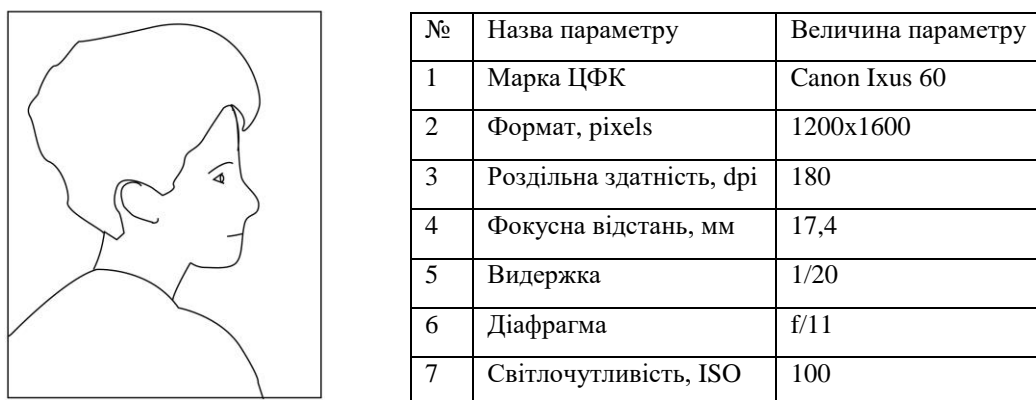 № Назва параметру Величина параметру
1 Марка ЦФК Canon Ixus 60
2 Формат, pixels 1200x1600
3 Роздільна здатність, dpi 180
4 Фокусна відстань, мм 17,4
5 Видержка 1/20
6 Діафрагма f/11
7 Світлочутливість, ISO 100